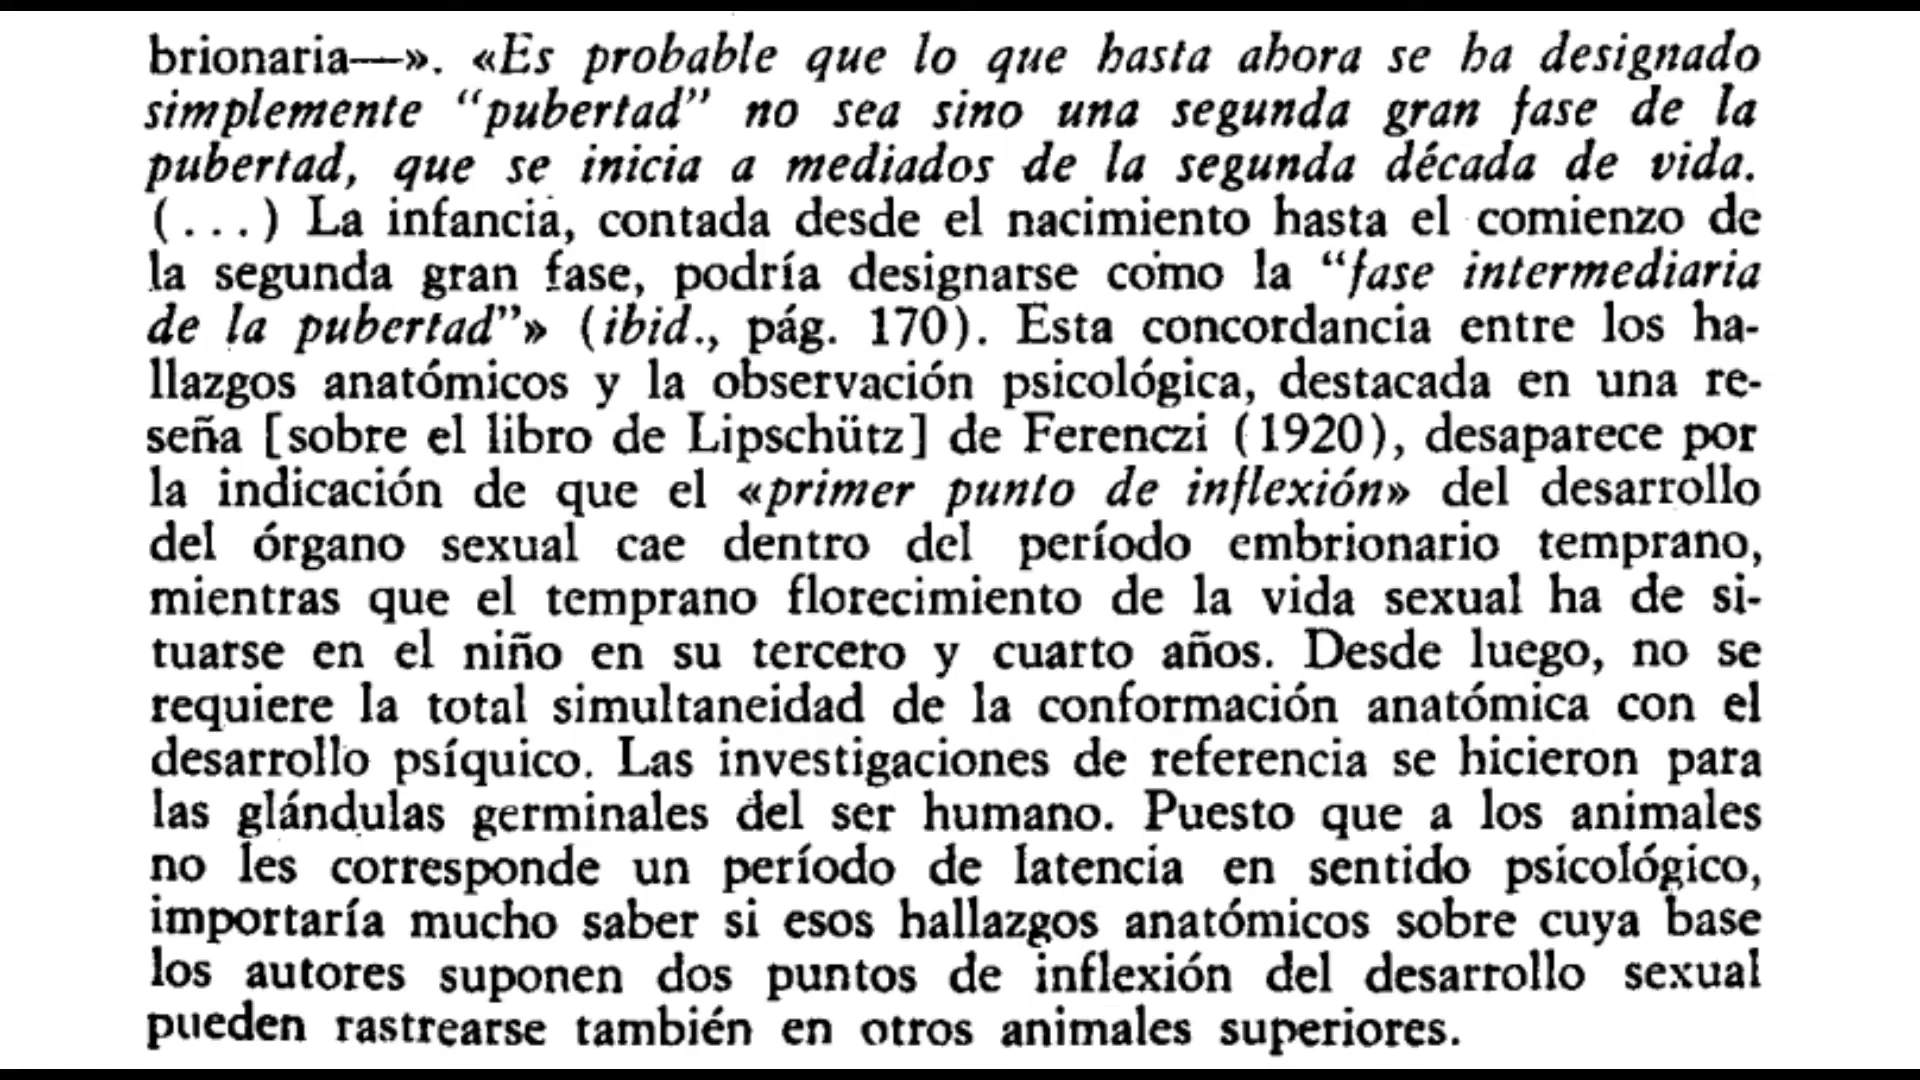 brionaria—». «Es probable que lo que hasta ahora se ha designado
simplemente “pubertad” no sea sino una segunda gran fase de la
pubertad, que se inicia a mediados de la segunda década de vida.
(...) La infancia, contada desde el nacimiento hasta el comienzo de
la segunda gran fase, podría designarse como la “fase intermediaria
de la pubertad”» (ibid., pág. 170). Esta concordancia entre los ha-
llazgos anatómicos y la observación psicológica, destacada en una re-
seña [sobre el libro de Lipschütz] de Ferenczi (1920), desaparece por
la indicación de que el «primer punto de inflexión» del desarrollo
del órgano sexual cae dentro del período embrionario temprano,
mientras que el temprano florecimiento de la vida sexual ha de si-
tuarse en el niño en su tercero y cuarto años. Desde luego, no se
requiere la total simultaneidad de la conformación anatómica con el
desarrollo psíquico. Las investigaciones de referencia se hicieron para
las glándulas germinales del ser humano. Puesto que a los animales
no les corresponde un período de latencia en sentido psicológico,
importaría mucho saber si esos hallazgos anatómicos sobre cuya base
los autores suponen dos puntos de inflexión del desarrollo sexual
pueden rastrearse también en otros animales superiores.